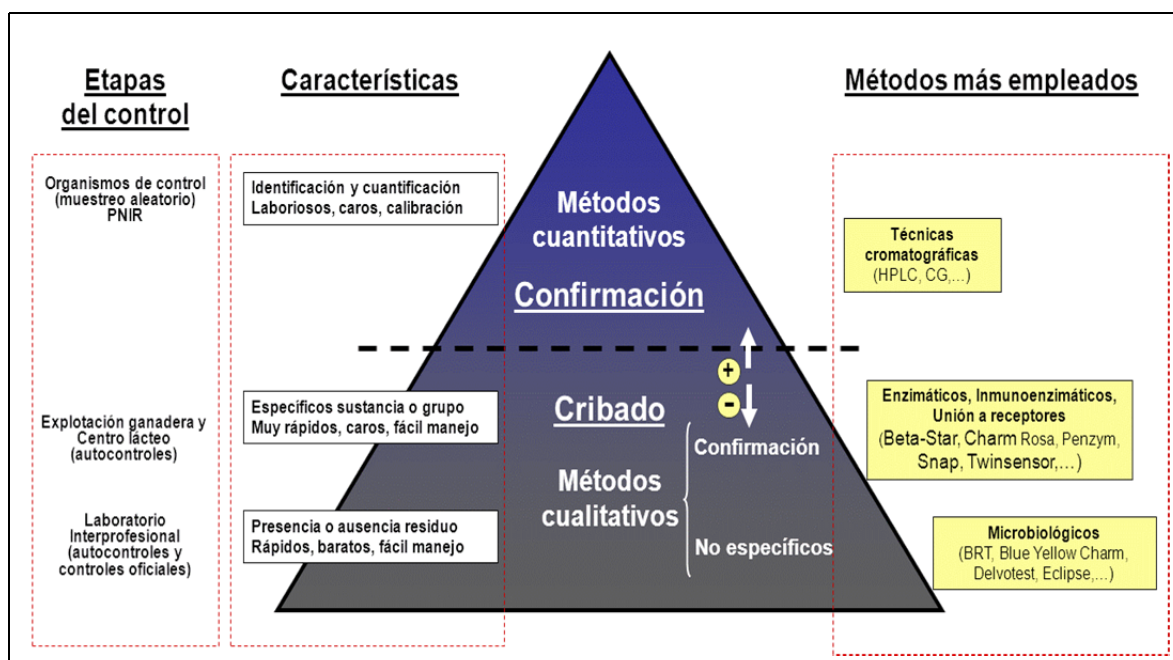 Etapas
del control
Características
Métodos más empleados
Organismos de control
(muestreo aleatorio)
PNIR
Identificación y cuantificación
Laboriosos, caros, calibración
Métodos
cuantitativos
Confirmación
Técnicas
cromatográficas
(HPLC, CG,…)
+
-
Explotación ganadera y
Centro lácteo
(autocontroles)
Específicos sustancia o grupo
Muy rápidos, caros, fácil manejo
Cribado
Métodos
cualitativos
Confirmación
No específicos
Enzimáticos, Inmunoenzimáticos,
Unión a receptores
(Beta-Star, Charm Rosa, Penzym,
Snap, Twinsensor,…)
Laboratorio
Interprofesional
(autocontroles y
controles oficiales)
Presencia o ausencia residuo
Rápidos, baratos, fácil manejo
Microbiológicos
(BRT, Blue Yellow Charm,
Delvotest, Eclipse,…)